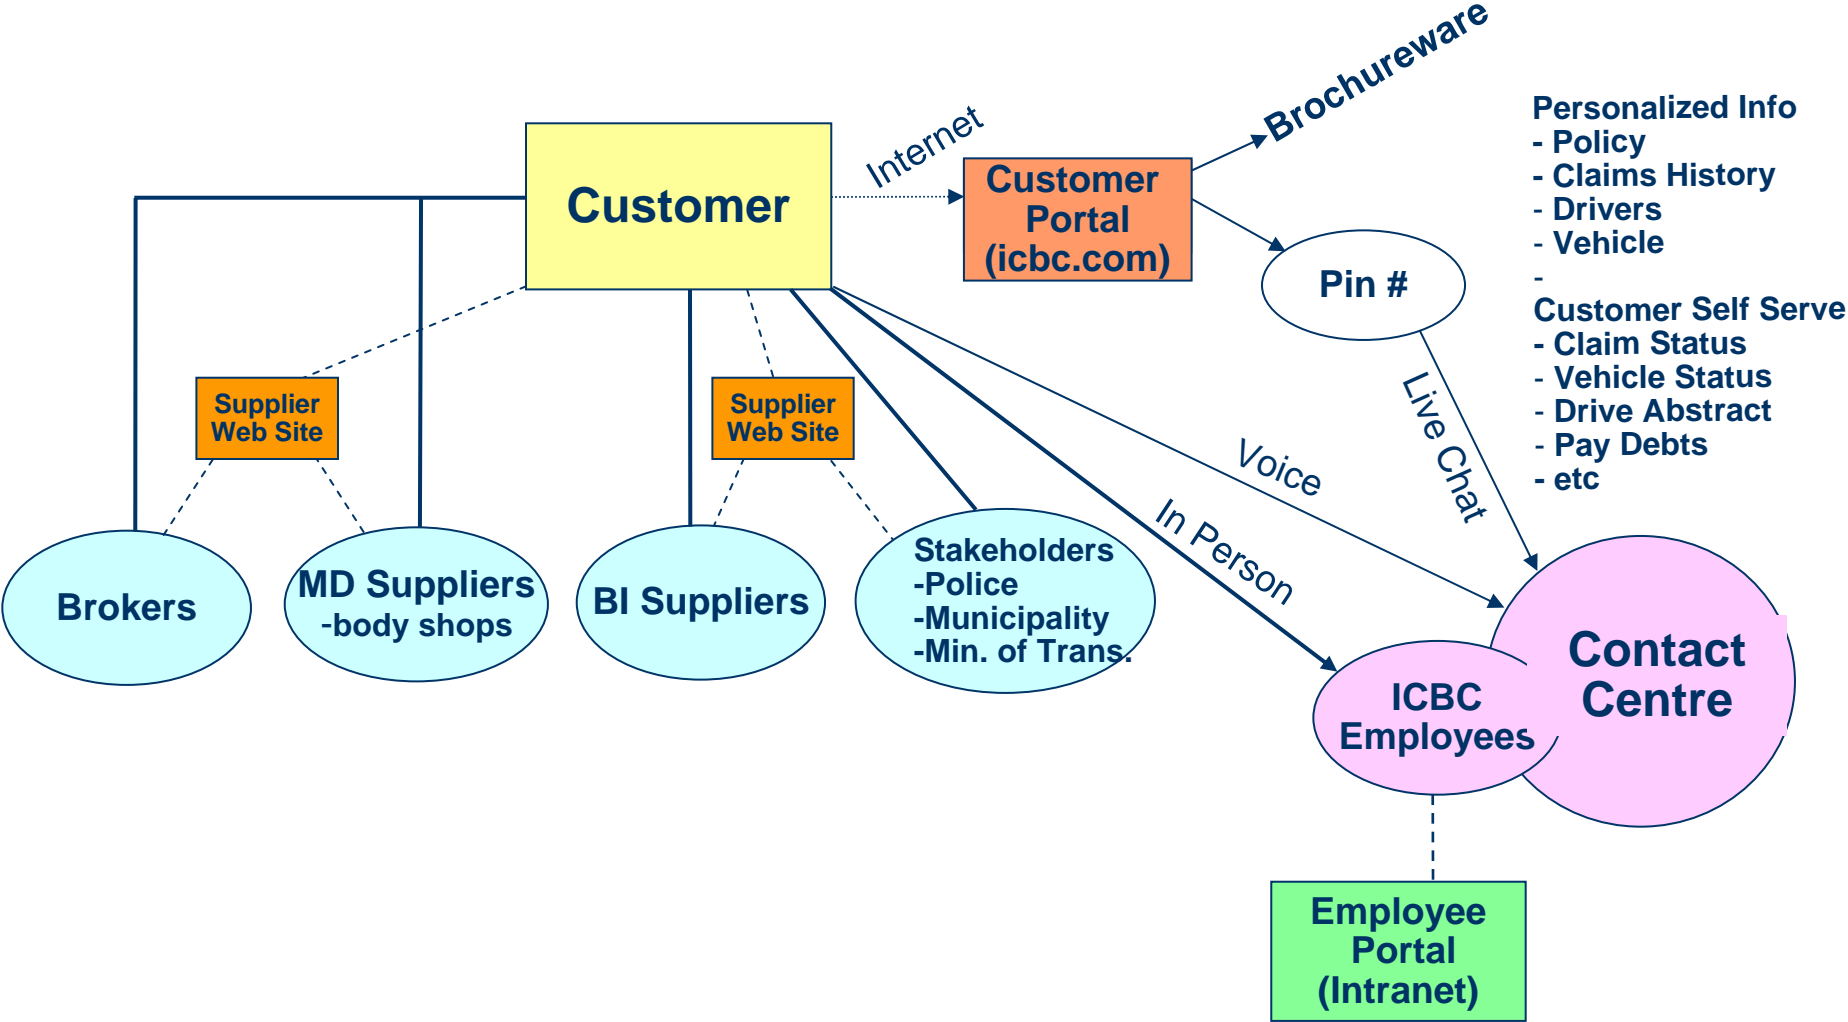 Brochureware
Internet
Customer
Customer
Portal
(icbc.com)
Pin #
Personalized Info
- Policy
- Claims History
- Drivers
- Vehicle
-
Customer Self Serve
- Claim Status
- Vehicle Status
- Drive Abstract
- Pay Debts
- etc
Supplier
Web Site
Supplier
Web Site
Live Chat
Voice
In Person
Brokers
MD Suppliers
-body shops
BI Suppliers
Stakeholders
-Police
-Municipality
-Min. of Trans.
ICBC
Employees
Contact
Centre
Employee
Portal
(Intranet)